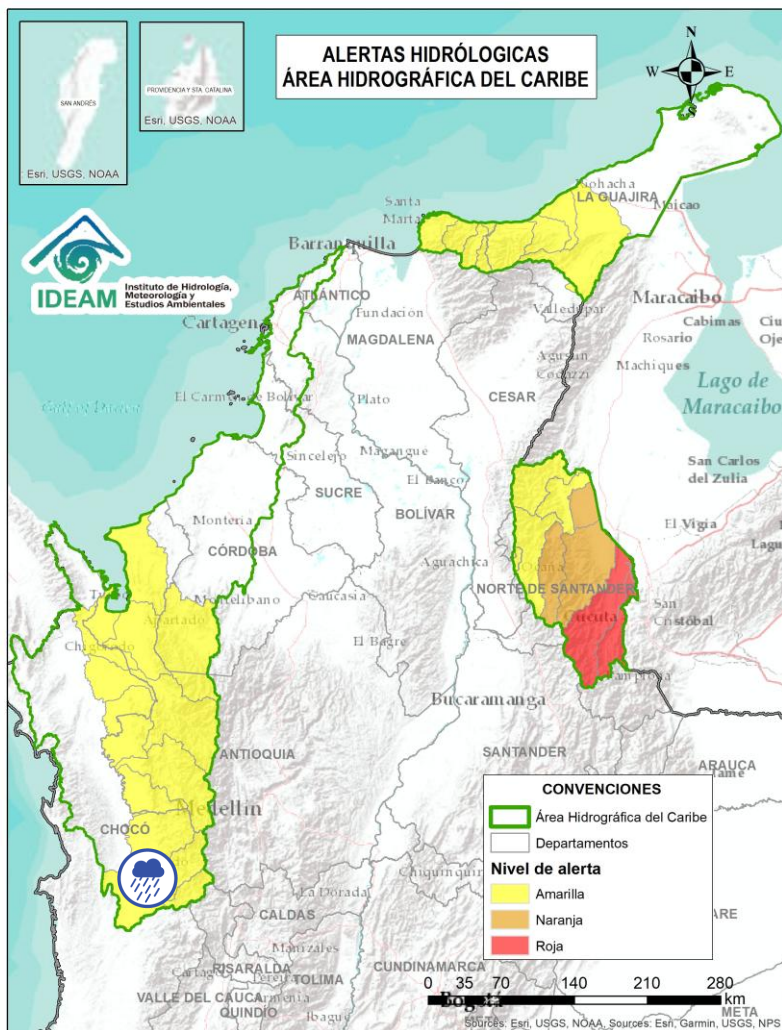 ALERTAS HIDRÓLOGICAS
ÁREA HIDROGRÁFICA DEL CARIBE
N
W
E
S
SAN ANDRÉS
Esri, USGS, NOAA
PROVIDENCIA Y STA. CATALINA
Esri, USGS, NOAA
IDEAM
Instituto de Hidrología,
Meteorología y
Estudios Ambientales
LA GUAJIRA
Maicao
Santa
Marta
Barranquilla
ATLÁNTICO
Maracaibo
Cabimas
Rosario
Machiques
Lago de
Maracaibo
Fundación
Valledupar
MAGDALENA
Agustín
Codazzi
CESAR
El Carmen de Bolívar
Plato
San Carlos
del Zulia
Sincelejo
Magangue
El Banco
SUCRE
BOLÍVAR
El Vigía
Montería
CÓRDOBA
Aguachica
Ocaña
NORTE DE SANTANDER
San
Cristóbal
Cúcuta
Montelibano
Caucasia
Apartadó
El Bagre
Bucaramanga
ANTIOQUIA
SANTANDER
ARAUCA
Medellín
CHOCÓ
La Dorada
CALDAS
Manizales
RISARALDA
TOLIMA
CUNDINAMARCA
VALLE DEL CAUCA
QUINDÍO
Ibague
Bogotá
META
CONVENCIONES
Área Hidrográfica del Caribe
Departamentos
Nivel de alerta
Amarilla
Naranja
Roja
0 35 70 140 210 280
km
Sources: Esri, USGS, NOAA, Sources: Esri, Garmin, USGS, NPS